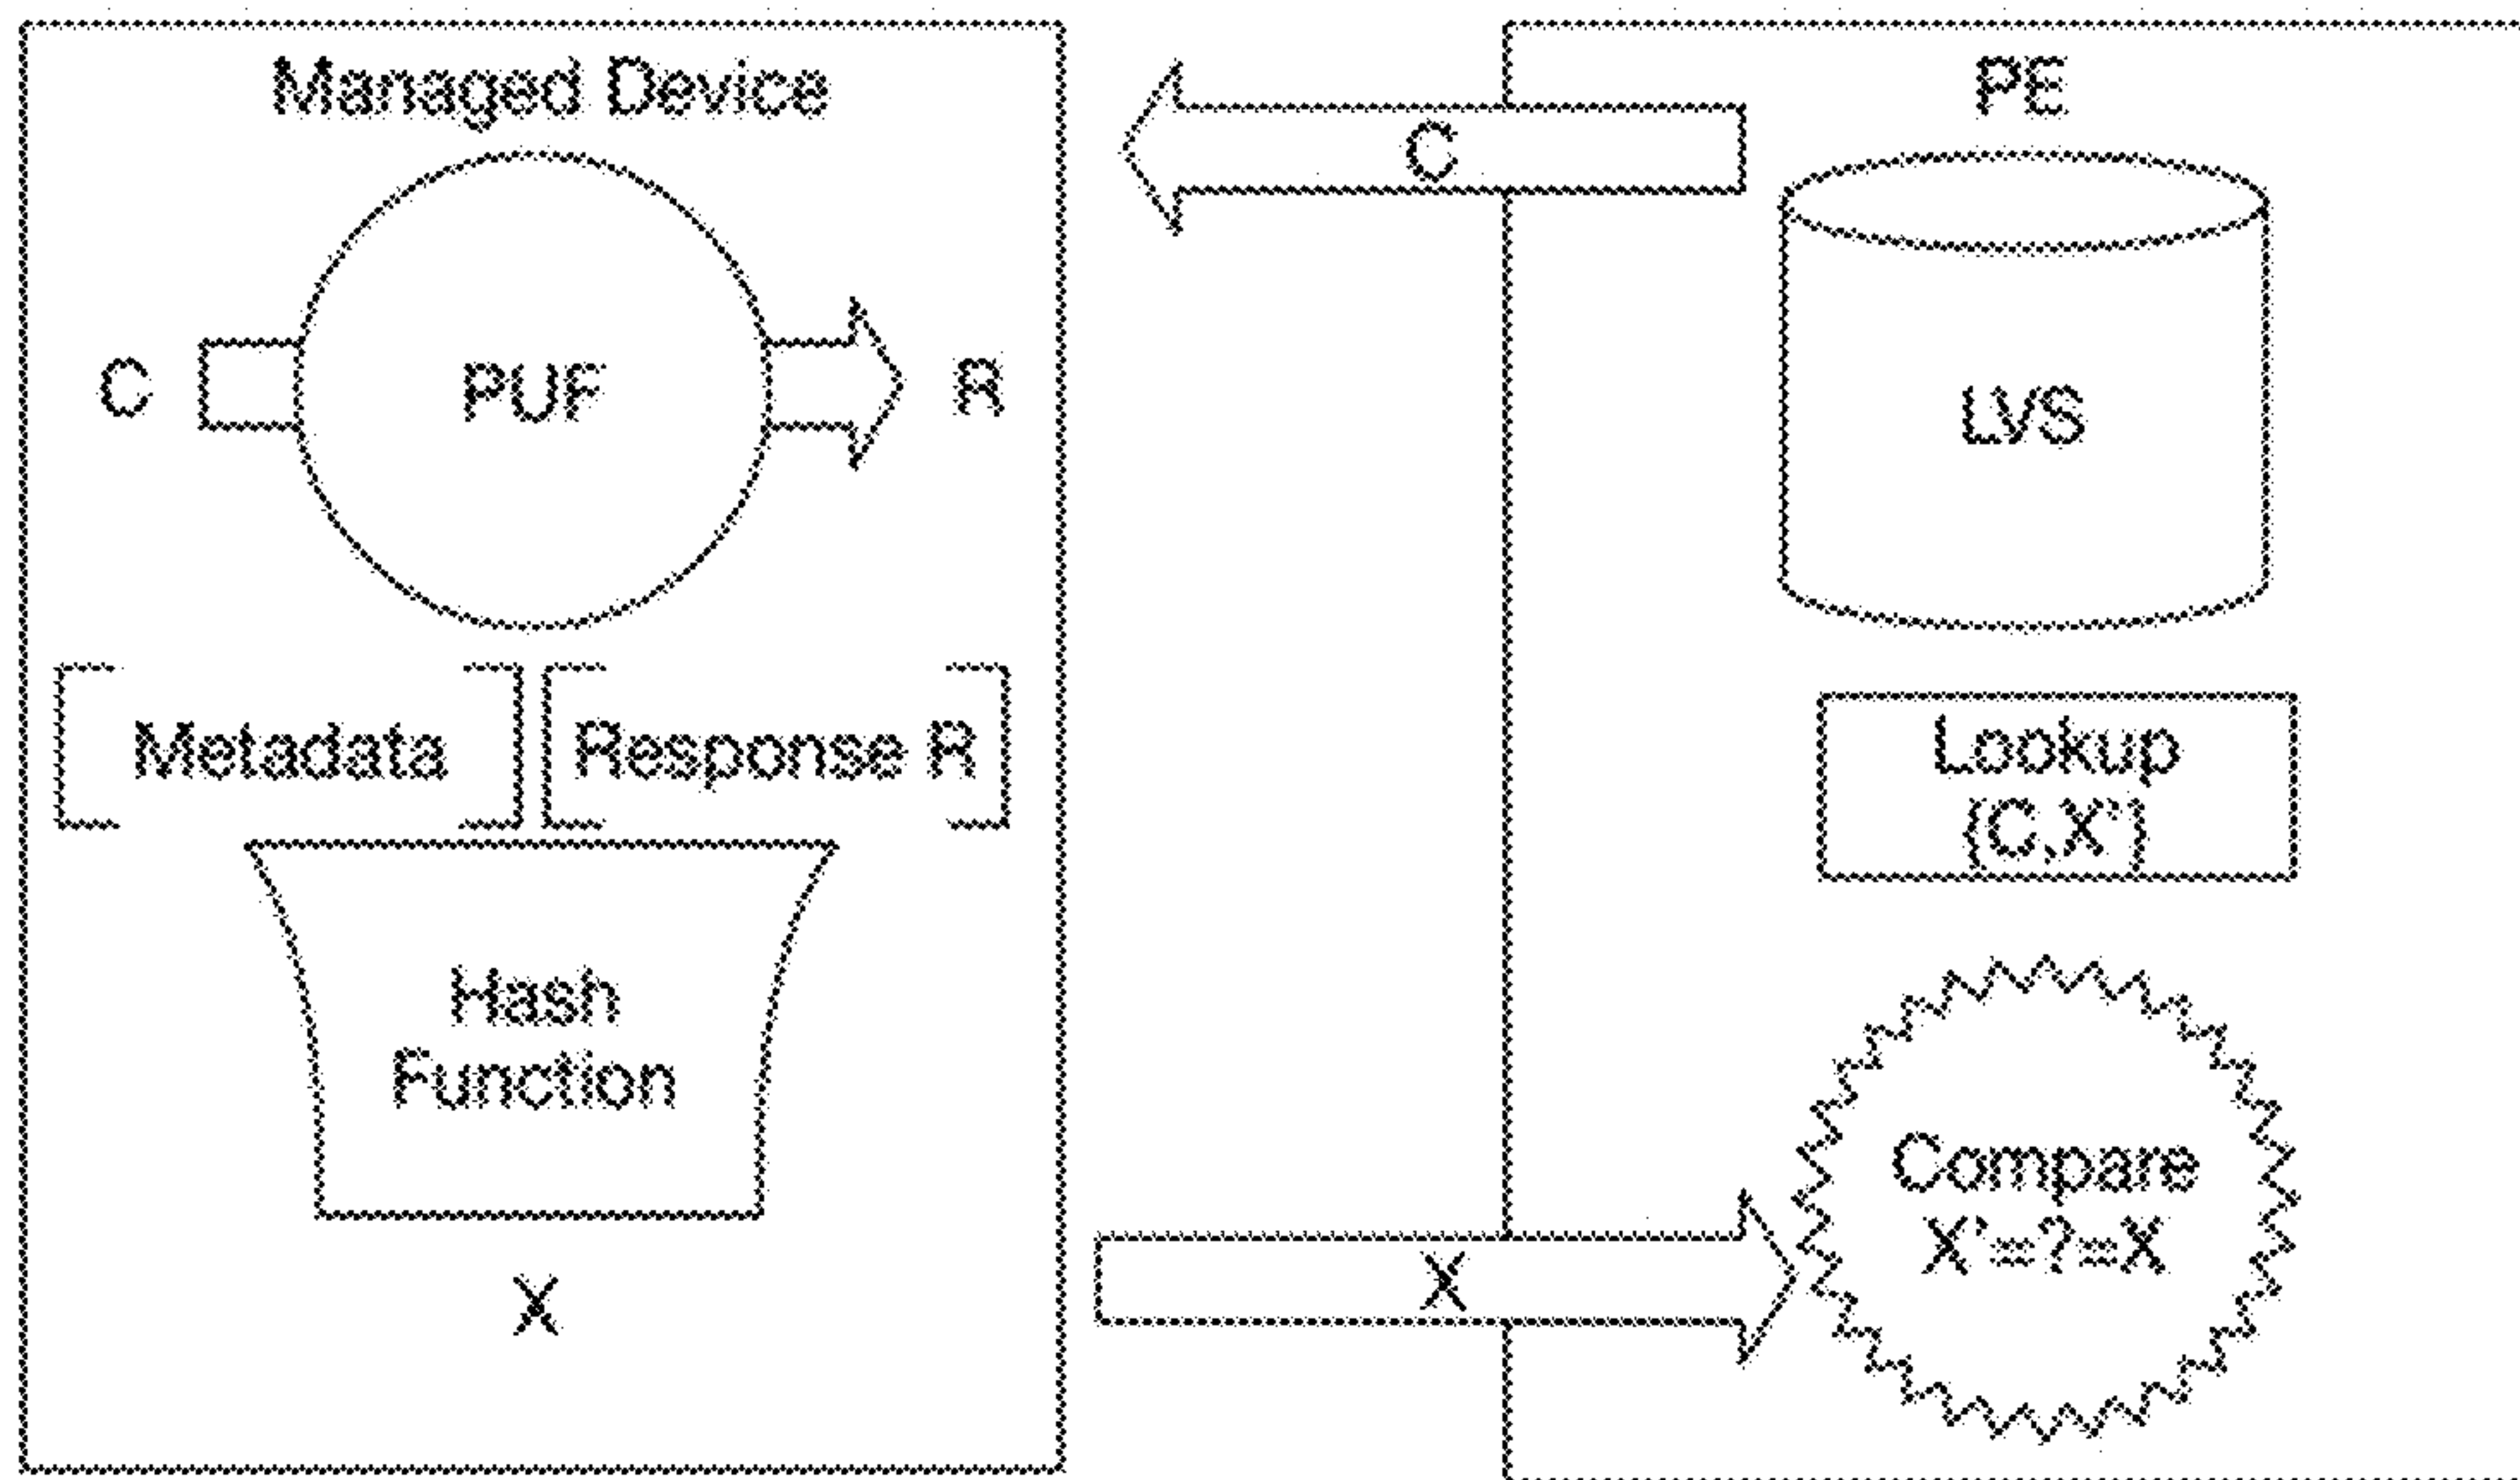 Managed Device
C
PUF
R
Metadata
Response R
Hash
Function
X
C
X
PE
LVS
Lookup
{C,X'}
Compare
X'=?=X